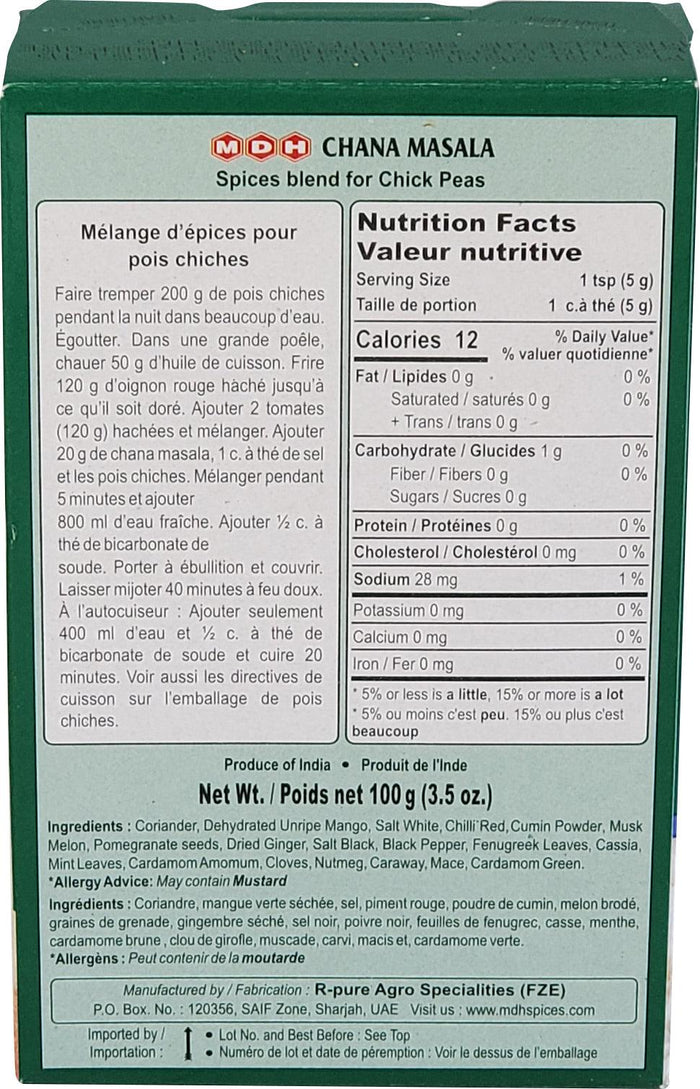 MDH CHANA MASALA
Spices blend for Chick Peas
Mélange d'épices pour
pois chiches
Faire tremper 200 g de pois chiches
pendant la nuit dans beaucoup d'eau.
Égoutter. Dans une grande poêle,
chauer 50 g d'huile de cuisson. Frire
120 g d'oignon rouge hàché jusqu'à
ce qu'il soit doré. Ajouter 2 tomates
(120 g) hachées et mélanger. Ajouter
20 g de chana masala, 1 c. à thé de sel
et les pois chiches. Mélanger pendant
5 minutes et ajouter
800 ml d'eau fraîche. Ajouter ½ c. à
thé de bicarbonate de
soude. Porter à ébullition et couvrir.
Laisser mijoter 40 minutes à feu doux.
À l'autocuiseur : Ajouter seulement
400 ml d'eau et ½ c. à thé de
bicarbonate de soude et cuire 20
minutes. Voir aussi les directives de
cuisson sur l'emballage de pois
chiches.
Nutrition Facts
Valeur nutritive
Serving Size 1 tsp (5 g)
Taille de portion 1 c.à thé (5 g)
Calories 12 % Daily Value*
% valuer quotidienne*
Fat / Lipides 0 g 0 %
Saturated / saturés 0 g 0 %
+ Trans / trans 0 g
Carbohydrate / Glucides 1 g 0 %
Fiber / Fibers 0 g 0 %
Sugars / Sucres 0 g
Protein / Protéines 0 g 0 %
Cholesterol / Cholestérol 0 mg 0 %
Sodium 28 mg 1 %
Potassium 0 mg 0 %
Calcium 0 mg 0 %
Iron / Fer 0 mg 0 %
* 5% or less is a little, 15% or more is a lot
* 5% ou moins c'est peu. 15% ou plus c'est
beaucoup
Produce of India • Produit de l'Inde
Net Wt. / Poids net 100 g (3.5 oz.)
Ingredients : Coriander, Dehydrated Unripe Mango, Salt White, Chilli Red, Cumin Powder, Musk
Melon, Pomegranate seeds, Dried Ginger, Salt Black, Black Pepper, Fenugreek Leaves, Cassia,
Mint Leaves, Cardamom Amomum, Cloves, Nutmeg, Caraway, Mace, Cardamom Green.
*Allergy Advice: May contain Mustard
Ingrédients : Coriandre, mangue verte séchée, sel, piment rouge, poudre de cumin, melon brodé,
graines de grenade, gingembre séché, sel noir, poivre noir, feuilles de fenugrec, casse, menthe,
cardamome brune , clou de girofle, muscade, carvi, macis et, cardamome verte.
*Allergèns : Peut contenir de la moutarde
Manufactured by / Fabrication : R-pure Agro Specialities (FZE)
P.O. Box. No. : 120356, SAIF Zone, Sharjah, UAE Visit us : www.mdhspices.com
Imported by /
Importation :
• Lot No. and Best Before : See Top
• Numéro de lot et date de péremption : Voir le dessus de l'emballage